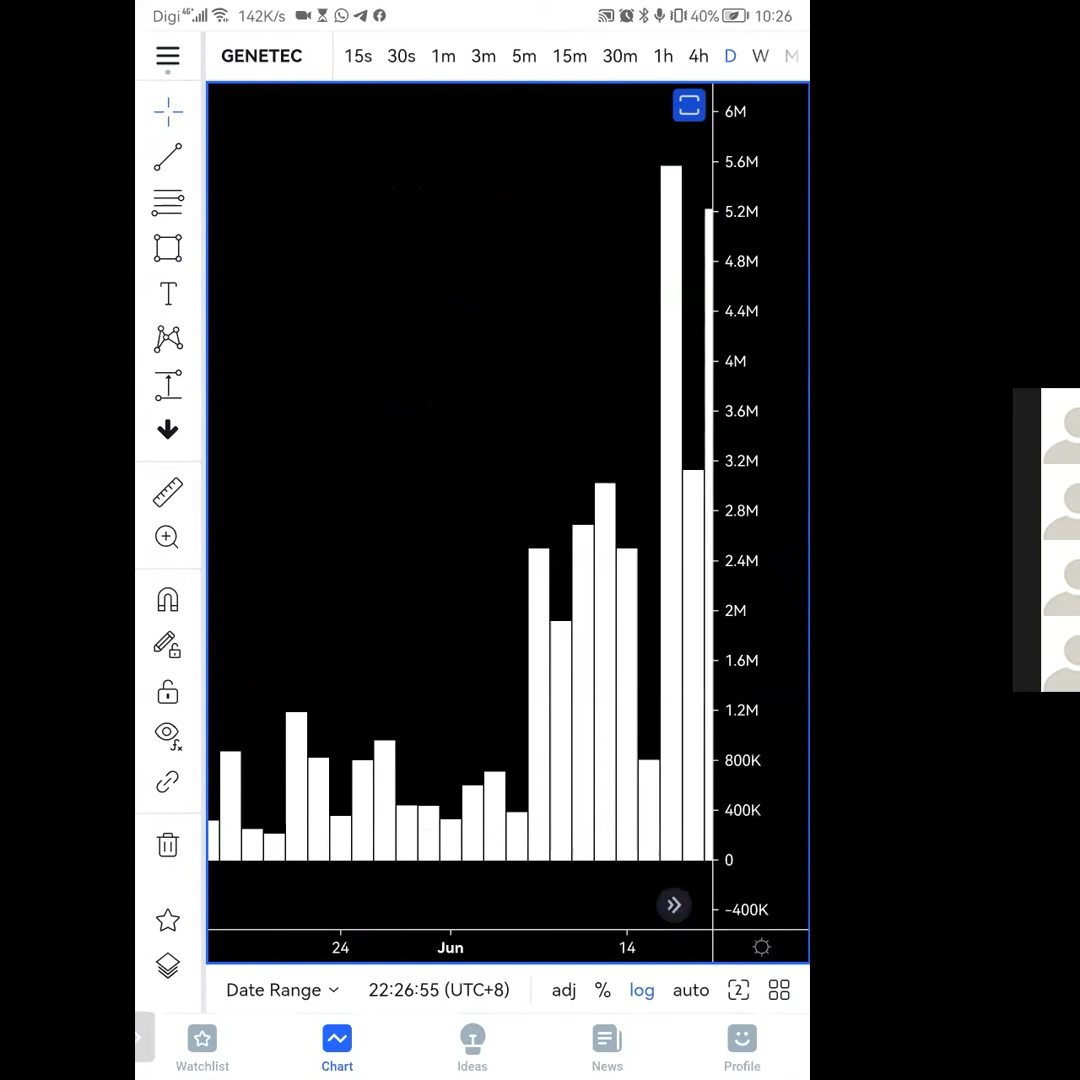 Digi 4G 142K/s 40% 10:26
GENETEC 15s 30s 1m 3m 5m 15m 30m 1h 4h D W M
T
6M
5.6M
5.2M
4.8M
4.4M
4M
3.6M
3.2M
2.8M
2.4M
2M
1.6M
1.2M
800K
400K
0
-400K
24 Jun 14
Date Range 22:26:55 (UTC+8) adj % log auto 2
Watchlist Chart Ideas News Profile